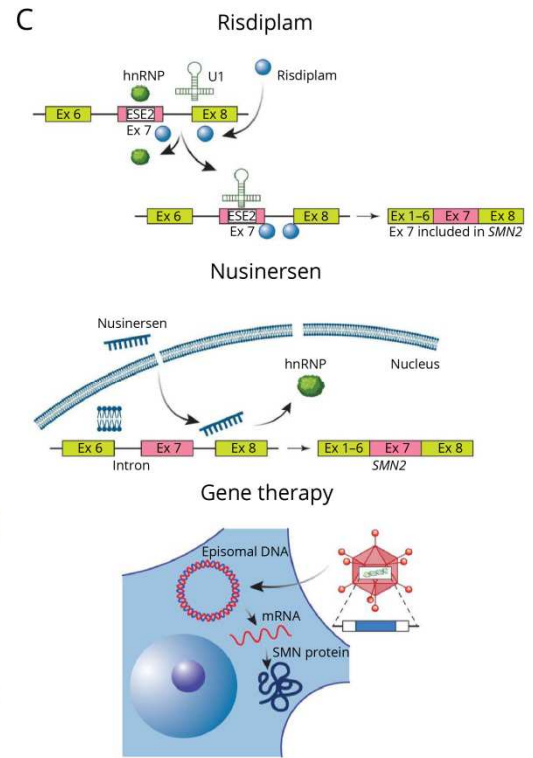 C
Risdiplam
hnRNP
U1
Risdiplam
Ex 6
ESE2
Ex 8
Ex 7
Ex 6
ESE2
Ex 8
Ex 1–6
Ex 7
Ex 8
Ex 7
Ex 7 included in SMN2
Nusinersen
Nusinersen
hnRNP
Nucleus
Ex 6
Ex 7
Ex 8
Ex 1–6
Ex 7
Ex 8
Intron
SMN2
Gene therapy
Episomal DNA
mRNA
SMN protein